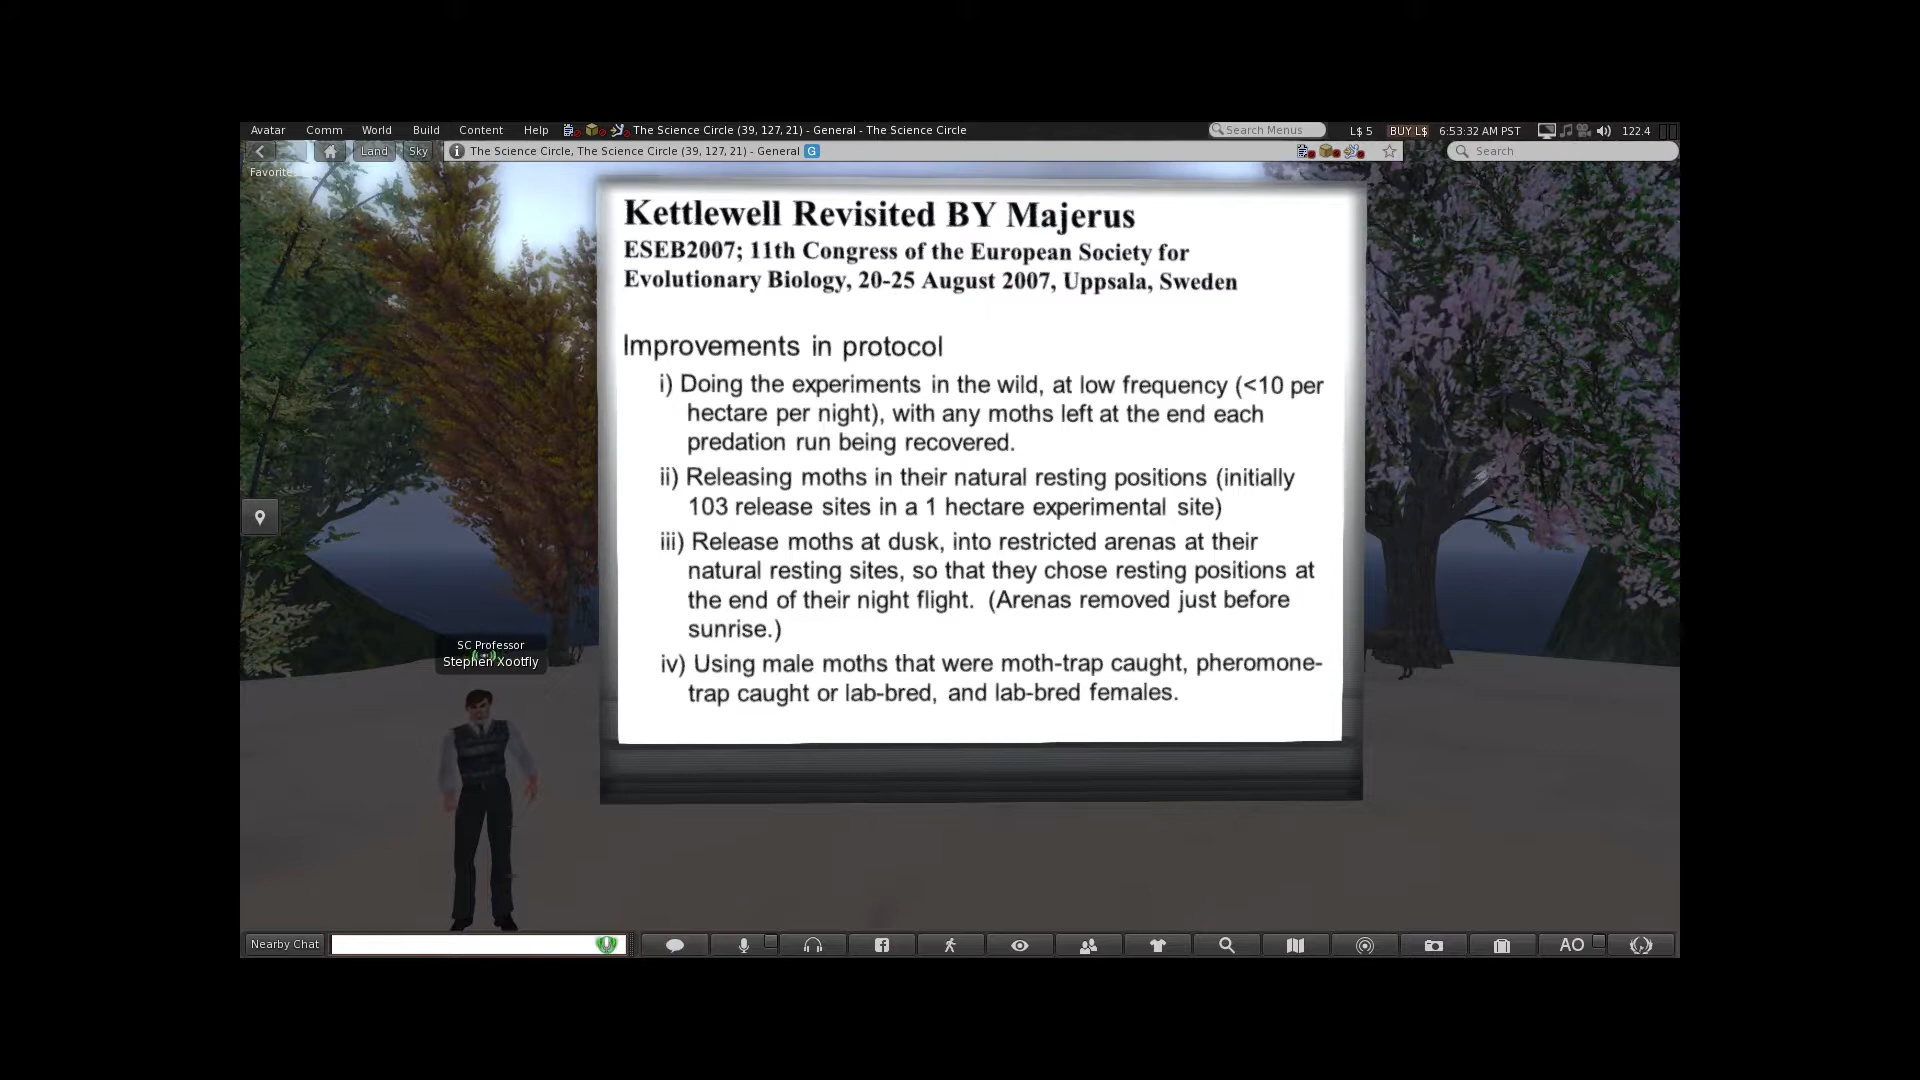 Avatar Comm World Build Content Help The Science Circle (39, 127, 21) - General - The Science Circle Search Menus L$ 5 BUY L$ 6:53:32 AM PST 122.4
Land Sky The Science Circle, The Science Circle (39, 127, 21) - General G Search
Favorites
Kettlewell Revisited BY Majerus
ESEB2007; 11th Congress of the European Society for
Evolutionary Biology, 20-25 August 2007, Uppsala, Sweden
Improvements in protocol
i) Doing the experiments in the wild, at low frequency (<10 per
hectare per night), with any moths left at the end each
predation run being recovered.
ii) Releasing moths in their natural resting positions (initially
103 release sites in a 1 hectare experimental site)
iii) Release moths at dusk, into restricted arenas at their
natural resting sites, so that they chose resting positions at
the end of their night flight. (Arenas removed just before
sunrise.)
iv) Using male moths that were moth-trap caught, pheromone-
trap caught or lab-bred, and lab-bred females.
SC Professor
Stephen Xootfly
Nearby Chat AO